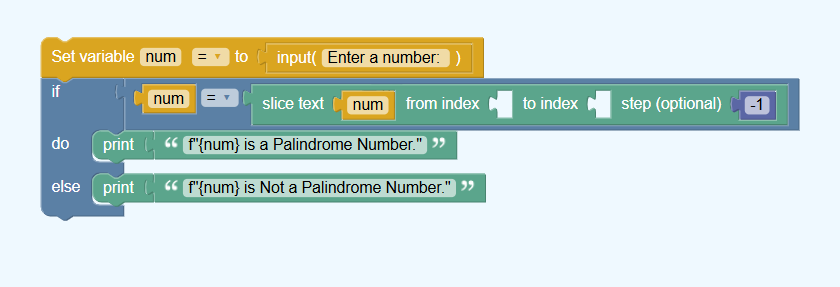 Set variable num = to input( Enter a number: )
if num = slice text num from index to index step (optional) -1
do print “ f"{num} is a Palindrome Number." ”
else print “ f"{num} is Not a Palindrome Number." ”